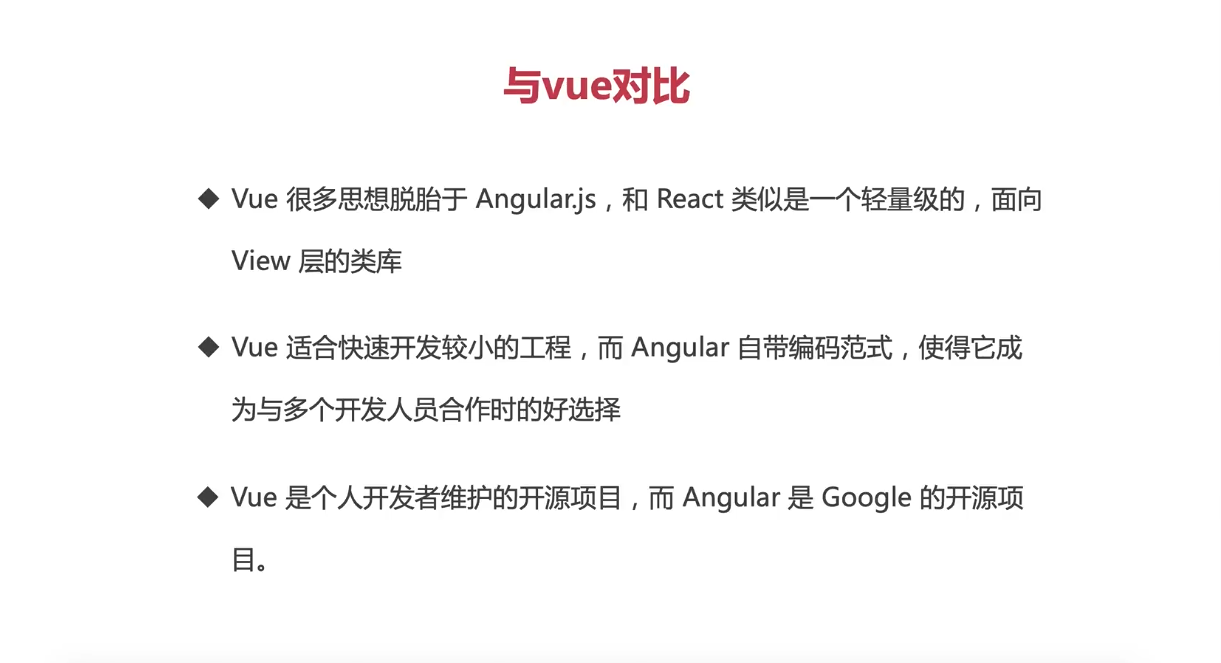 与vue对比
◆ Vue 很多思想脱胎于 Angular.js，和 React 类似是一个轻量级的，面向
View 层的类库
◆ Vue 适合快速开发较小的工程，而 Angular 自带编码范式，使得它成
为与多个开发人员合作时的好选择
◆ Vue 是个人开发者维护的开源项目，而 Angular 是 Google 的开源项
目。